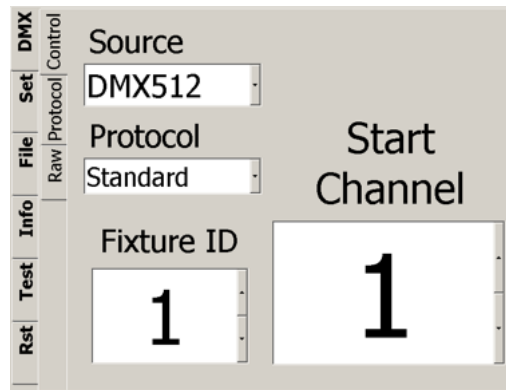 DMX
Set
File
Info
Test
Rst
Control
Protocol
Raw
Source
DMX512
Protocol
Standard
Fixture ID
1
Start
Channel
1